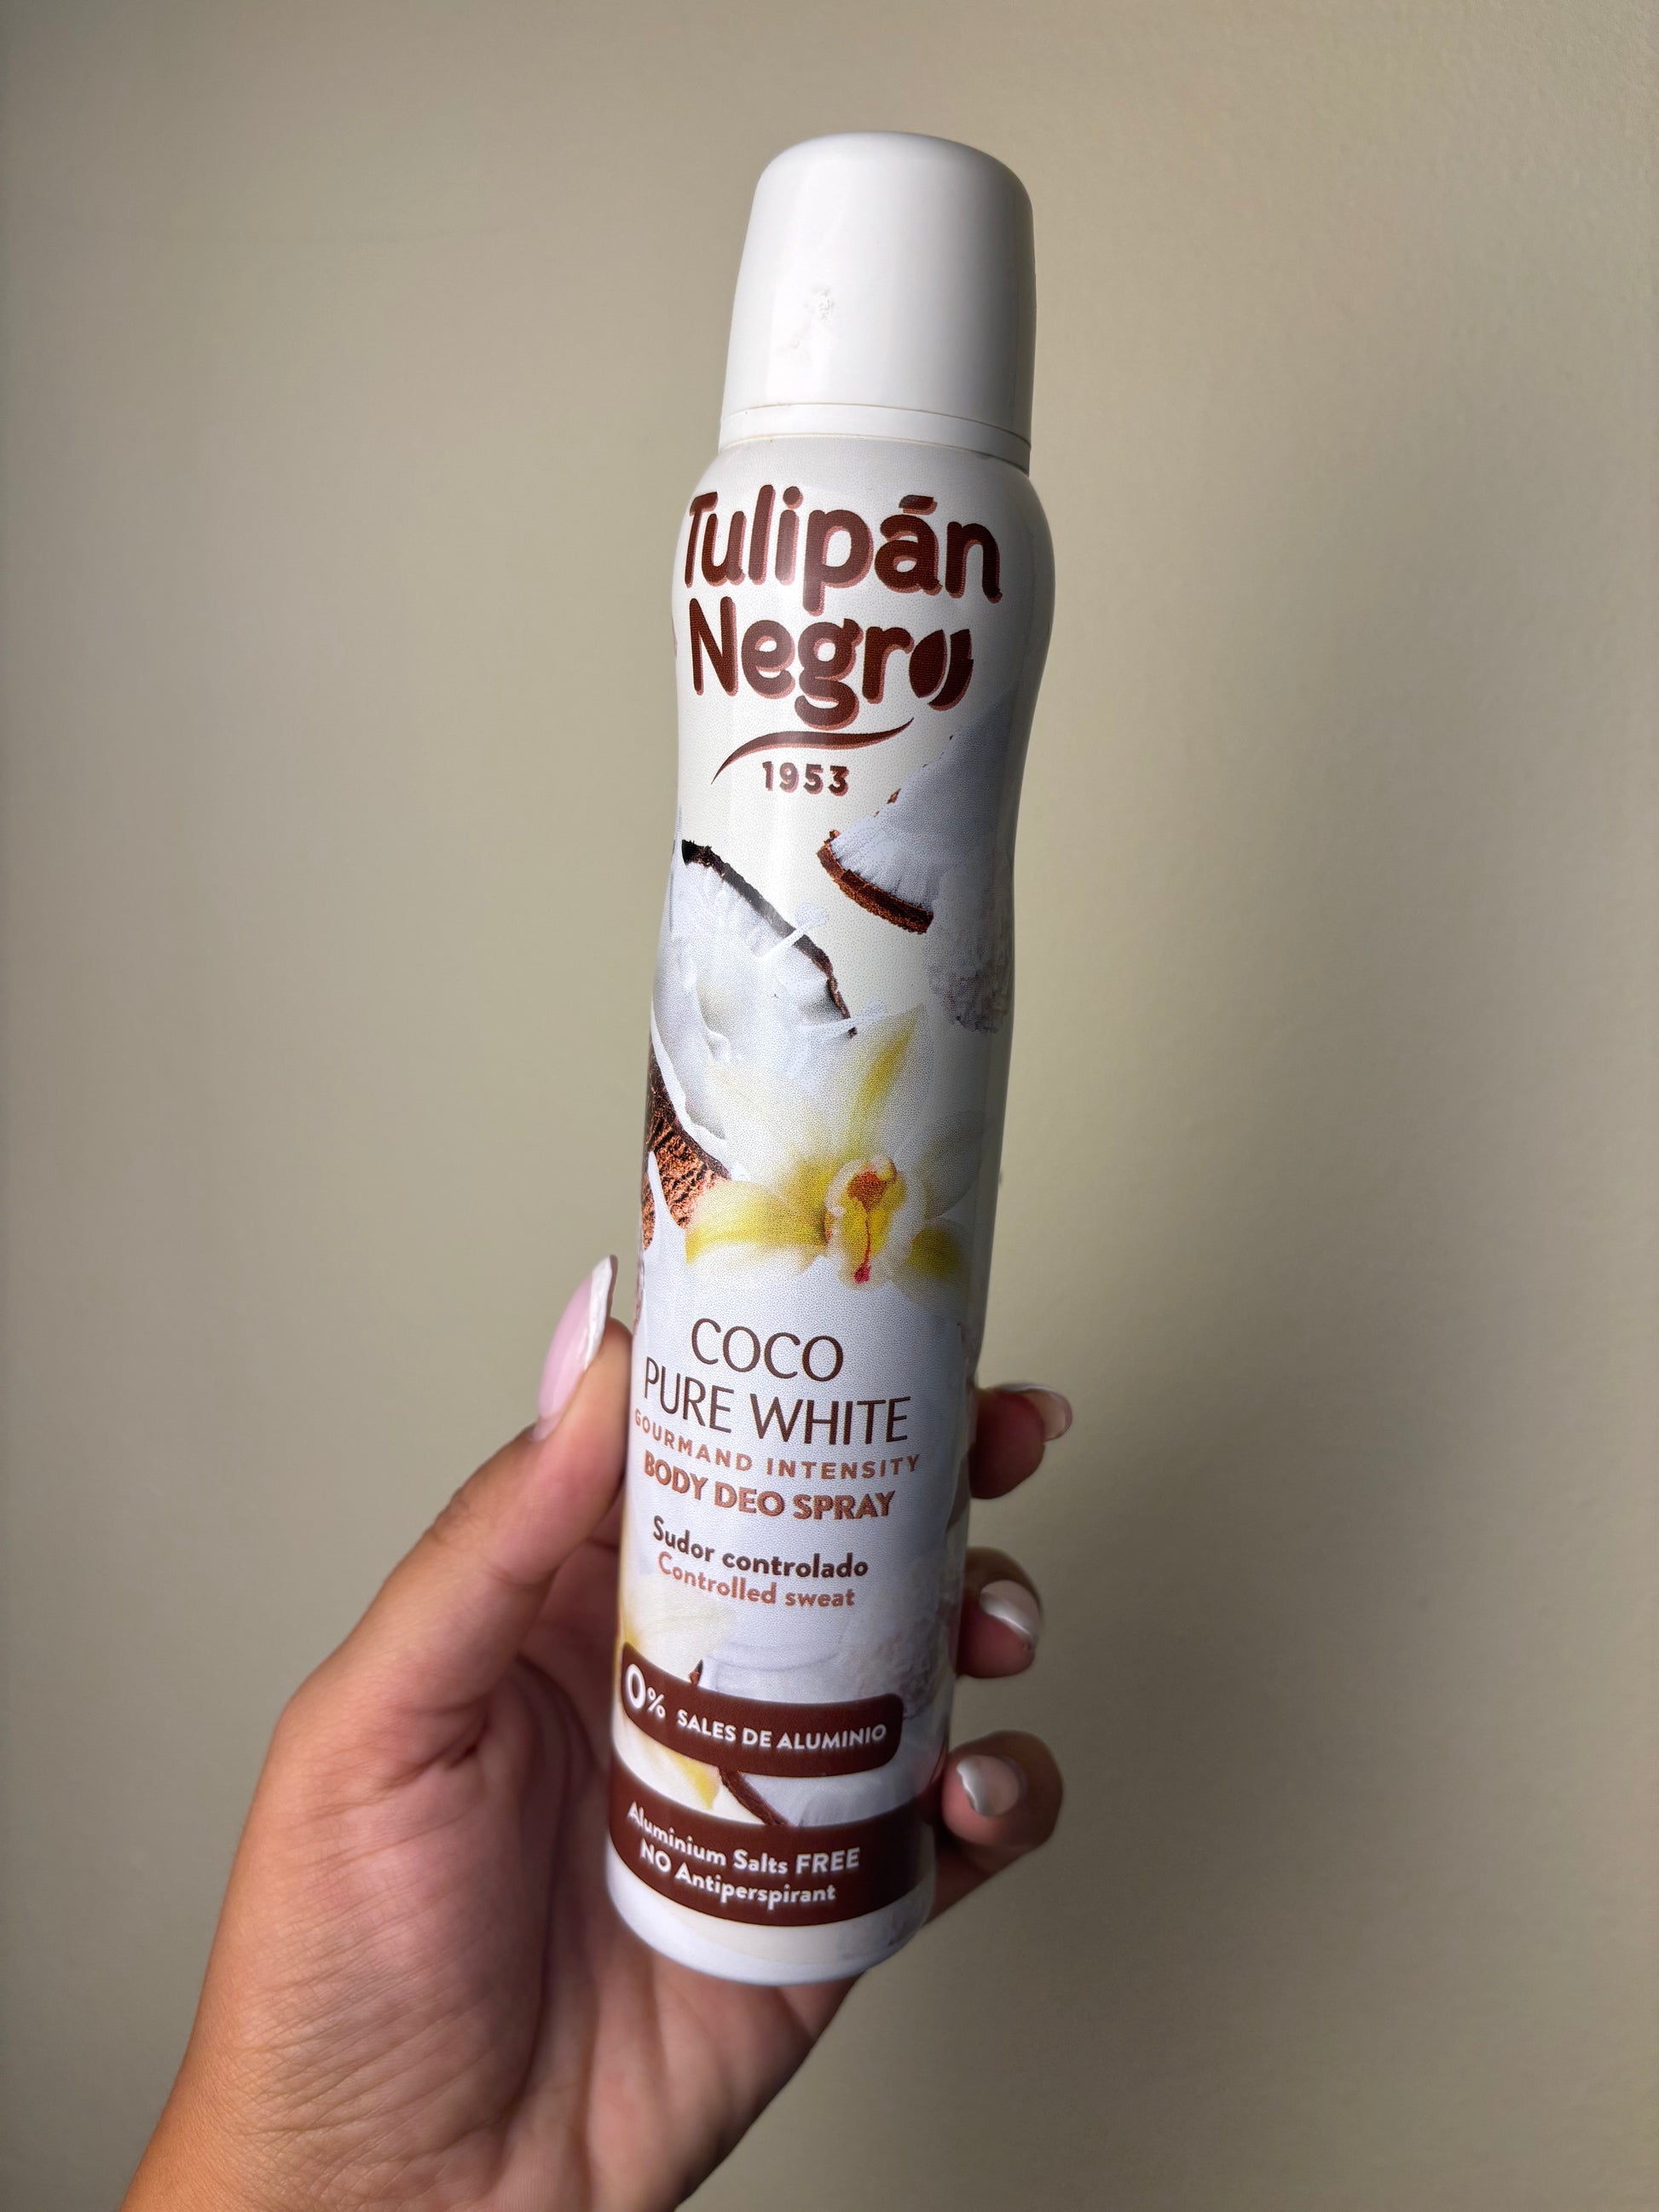 Tulipán
Negro
1953
COCO
PURE WHITE
GOURMAND INTENSITY
BODY DEO SPRAY
Sudor controlado
Controlled sweat
0% SALES DE ALUMINIO
Aluminium Salts FREE
NO Antiperspirant